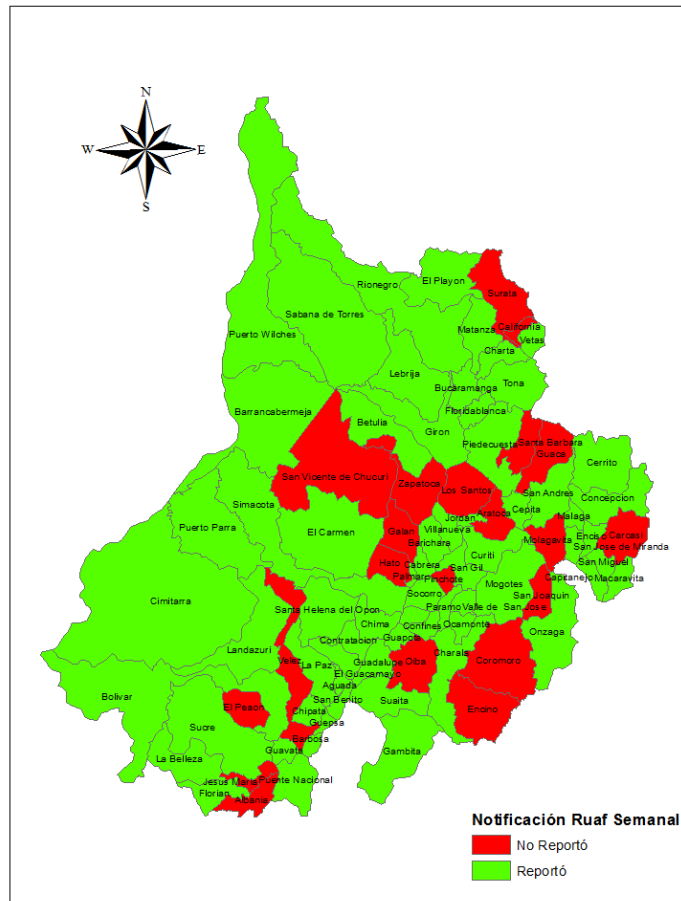 N
W
E
S
El Playon
Rionegro
Surata
Sabana de Torres
California
Matanza
Puerto Wilches
Vetas
Charta
Lebrija
Tona
Bucaramanga
Barrancabermeja
Floridablanca
Betulia
Giron
Piedecuesta
Santa Barbara
Guaca
Cerrito
San Vicente de Chucuri
Zapatoca
Los Santos
San Andres
Concepcion
Simacota
Cepita
Aratoca
Jordan
Malaga
Puerto Parra
El Carmen
Galan
Villanueva
Enciso
Carcasi
Barichara
Molagavita
San Jose de Miranda
Curiti
Hato
Cabrera
San Gil
San Miguel
Pinchote
Capitanejo
Macaravita
Mogotes
Cimitarra
Socorro
San Joaquin
Santa Helena del Opon
Paramo
Valle de San Jose
Chima
Confines
Ocamonte
Onzaga
Contratacion
Guapota
Landazuri
Charala
Guadalupe
Oiba
Coromoro
Velez
La Paz
El Guacamayo
Aguada
Bolivar
San Benito
Suaita
El Peñon
Chipata
Encino
Guepsa
Sucre
Barbosa
Guavata
Gambita
La Belleza
Jesus Maria
Puente Nacional
Florian
Albania
Notificación Ruaf Semanal
No Reportó
Reportó